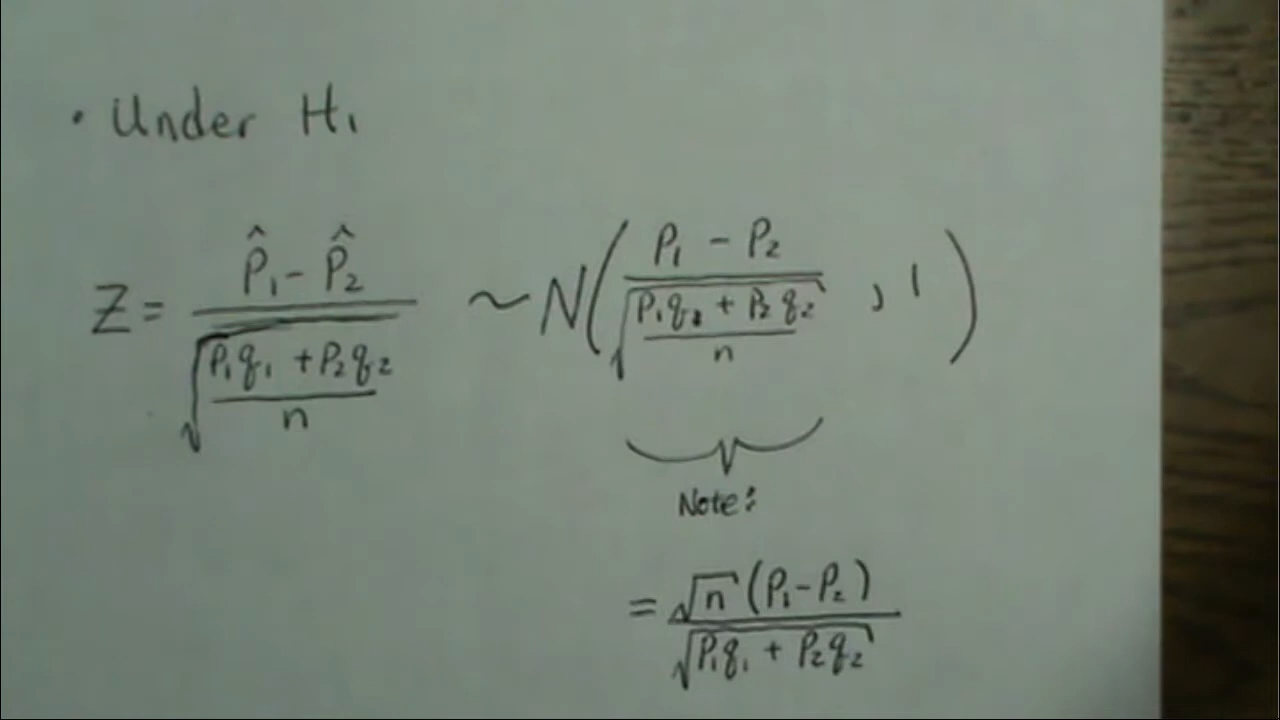 • Under H₁
Z = (p̂₁ - p̂₂) / √((p₁q₁ + p₂q₂) / n) ~ N( (p₁ - p₂) / √((p₁q₁ + p₂q₂) / n) , 1 )
Note:
= √n (p₁ - p₂) / √(p₁q₁ + p₂q₂)